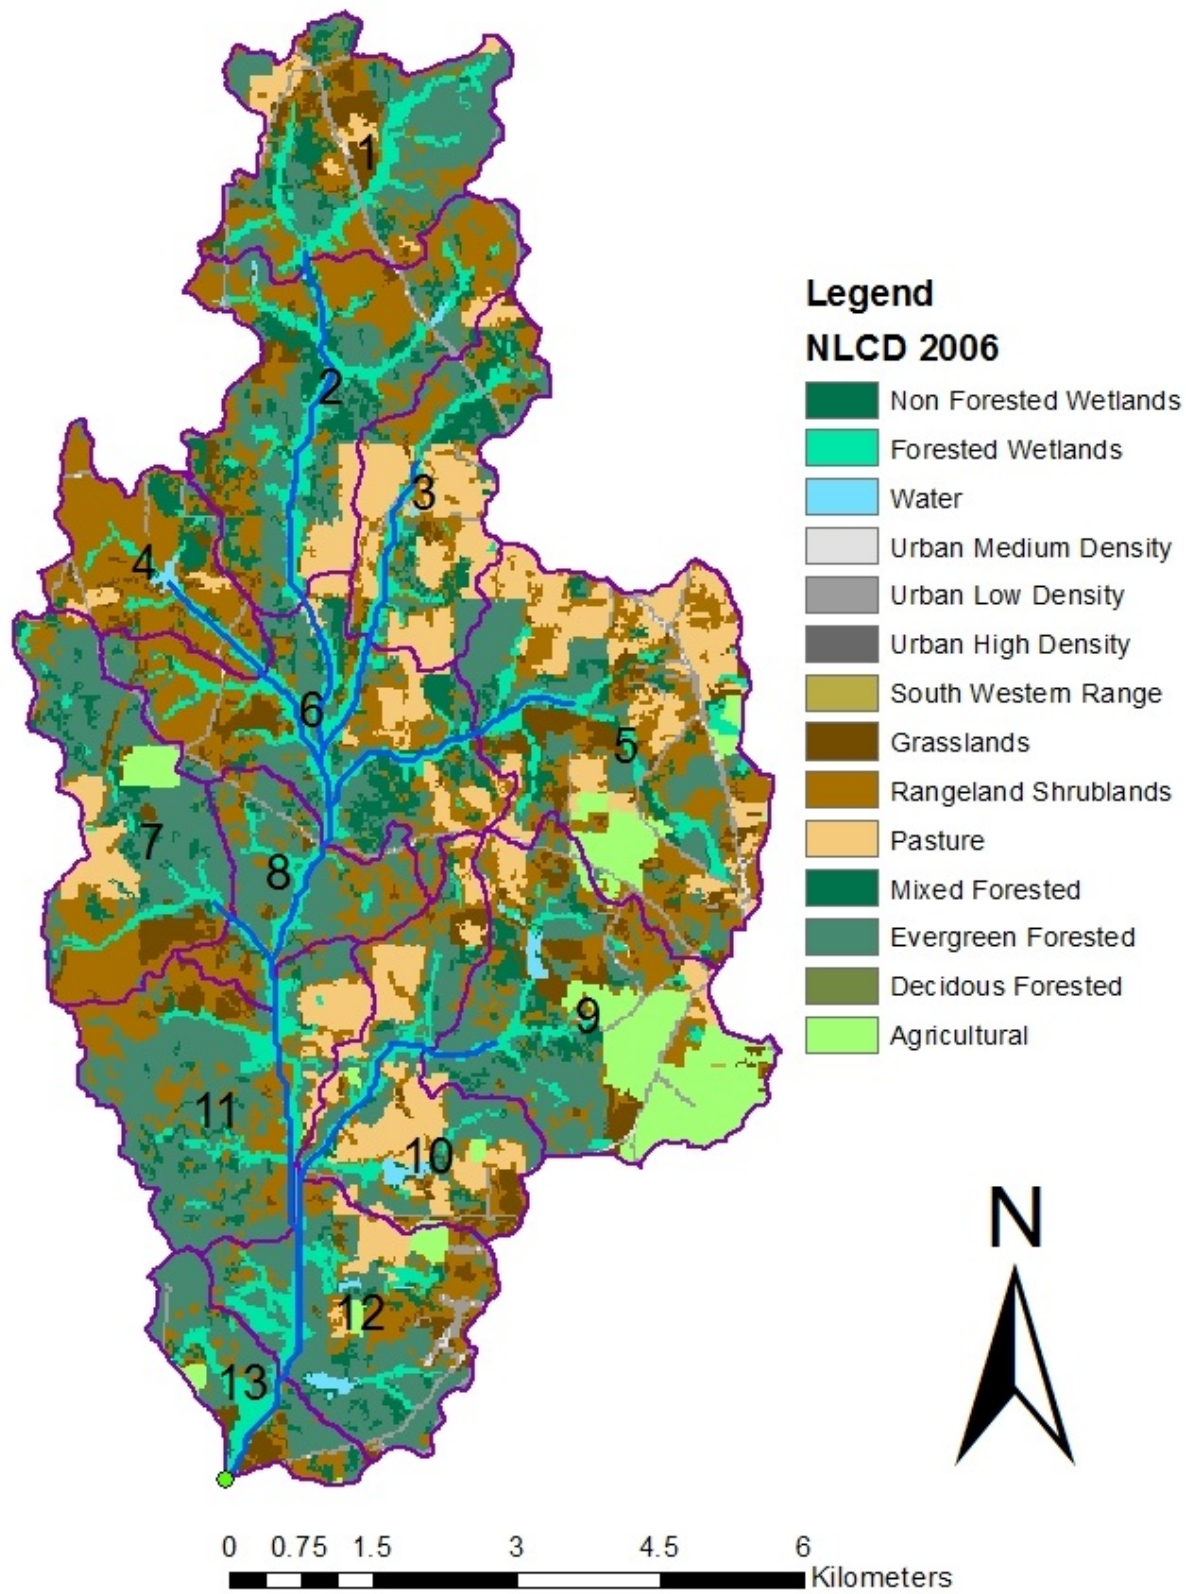 1
2
3
4
6
5
7
8
9
11
10
12
13
Legend
NLCD 2006
Non Forested Wetlands
Forested Wetlands
Water
Urban Medium Density
Urban Low Density
Urban High Density
South Western Range
Grasslands
Rangeland Shrublands
Pasture
Mixed Forested
Evergreen Forested
Decidous Forested
Agricultural
N
0 0.75 1.5 3 4.5 6
Kilometers